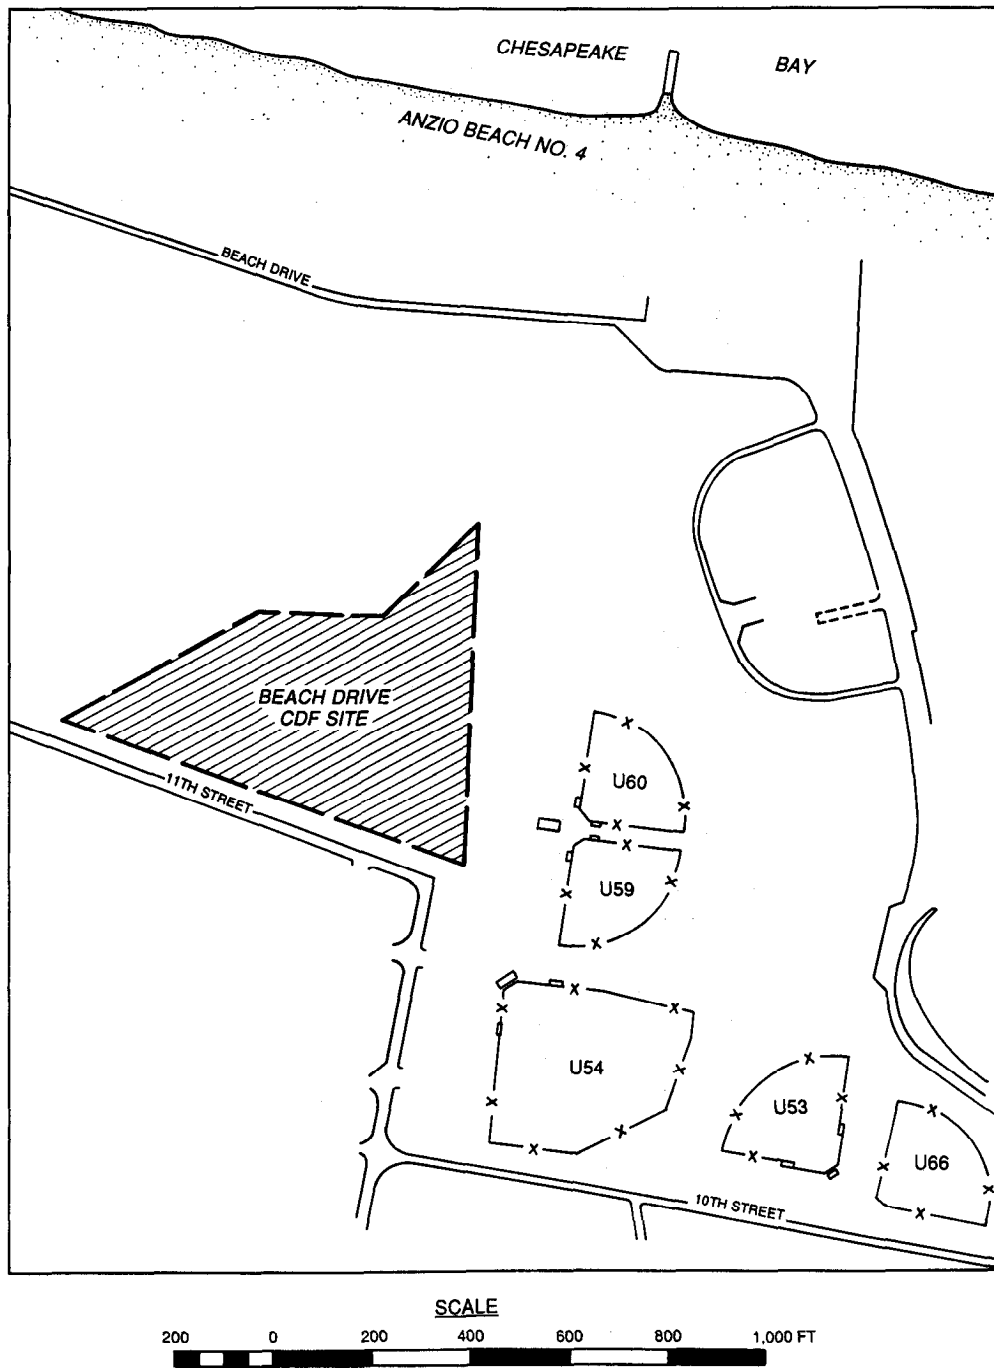 CHESAPEAKE BAY
ANZIO BEACH NO. 4
BEACH DRIVE
BEACH DRIVE
CDF SITE
11TH STREET
U60
U59
U54
U53
U66
10TH STREET
SCALE
200 0 200 400 600 800 1,000 FT